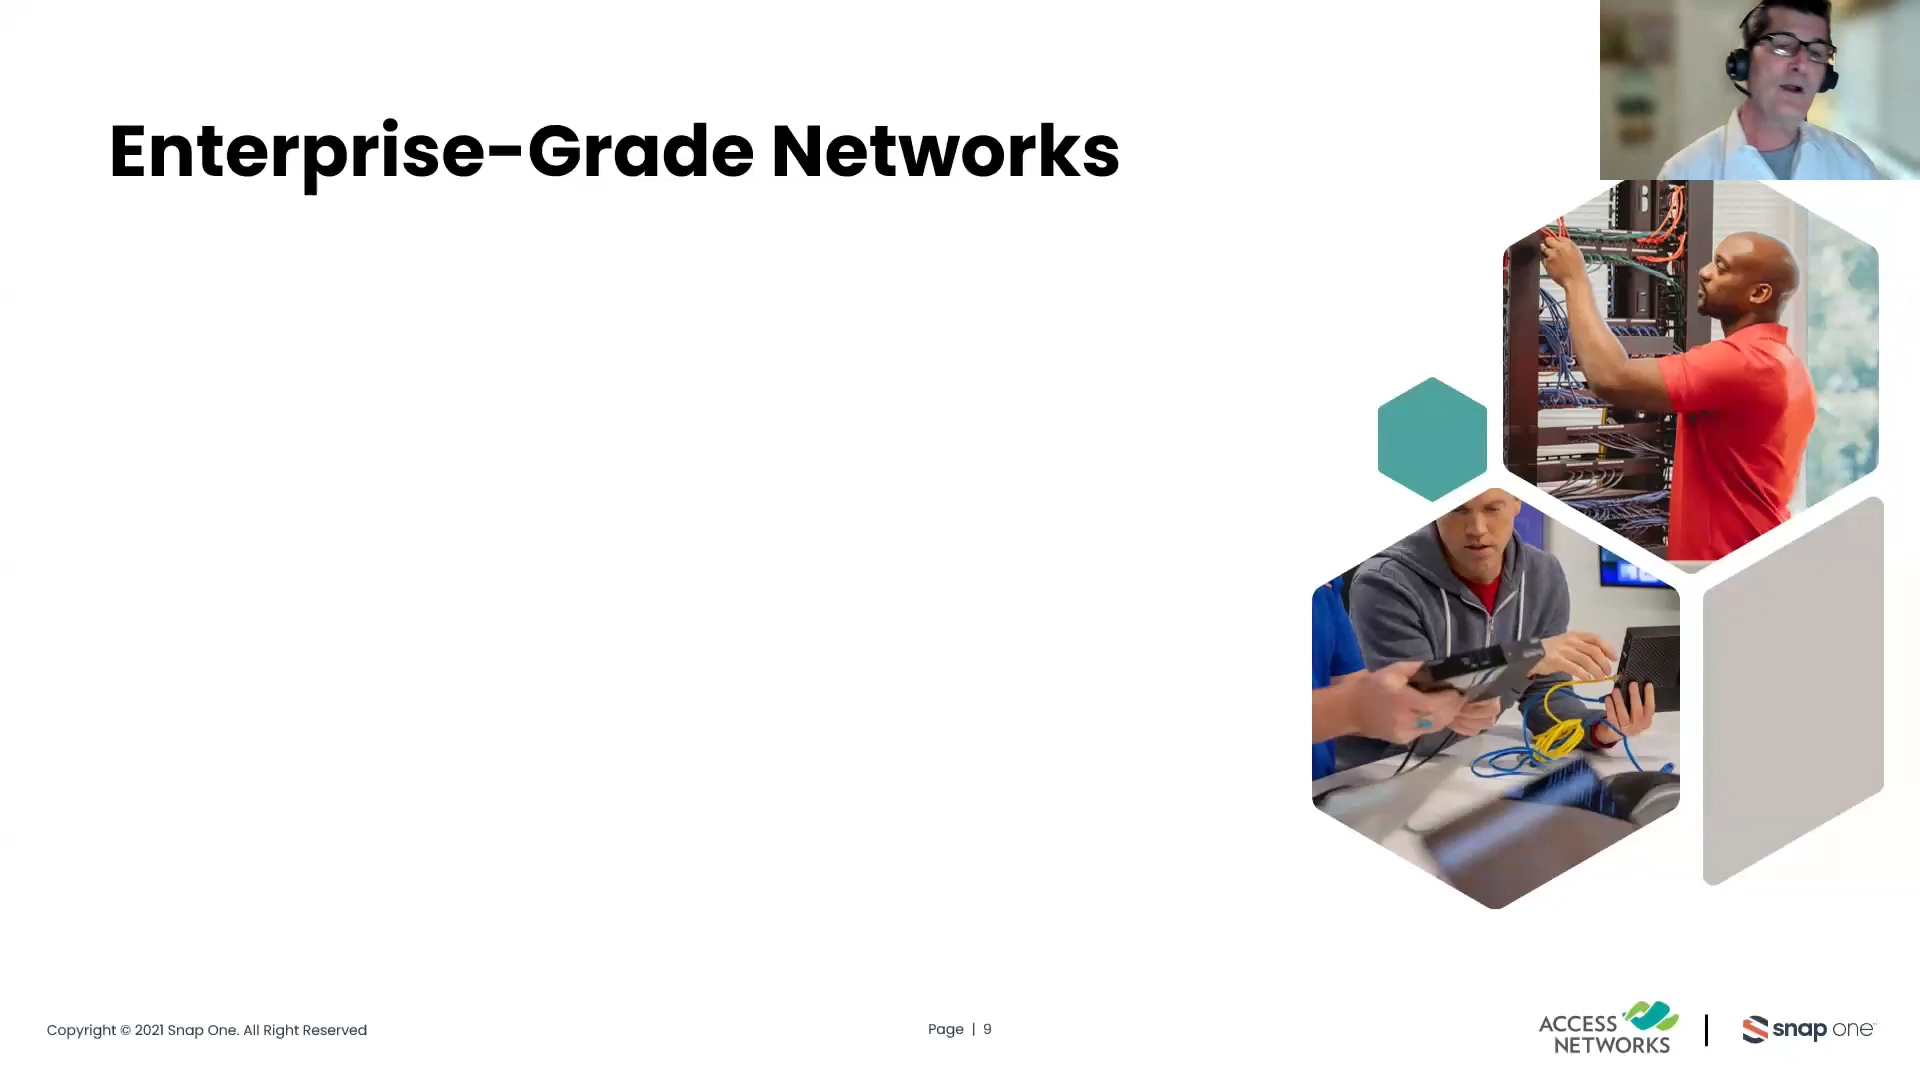 Enterprise-Grade Networks
Copyright © 2021 Snap One. All Right Reserved
Page | 9
ACCESS
NETWORKS
snap one